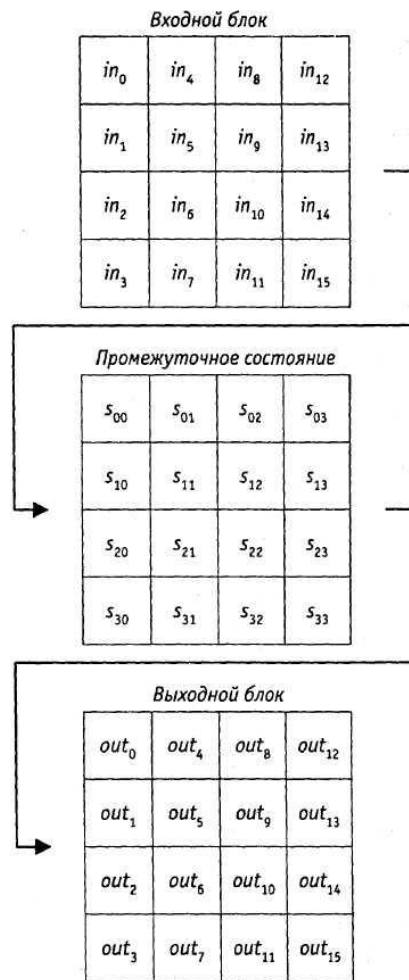 Входной блок
in₀ in₄ in₈ in₁₂
in₁ in₅ in₉ in₁₃
in₂ in₆ in₁₀ in₁₄
in₃ in₇ in₁₁ in₁₅
Промежуточное состояние
s₀₀ s₀₁ s₀₂ s₀₃
s₁₀ s₁₁ s₁₂ s₁₃
s₂₀ s₂₁ s₂₂ s₂₃
s₃₀ s₃₁ s₃₂ s₃₃
Выходной блок
out₀ out₄ out₈ out₁₂
out₁ out₅ out₉ out₁₃
out₂ out₆ out₁₀ out₁₄
out₃ out₇ out₁₁ out₁₅